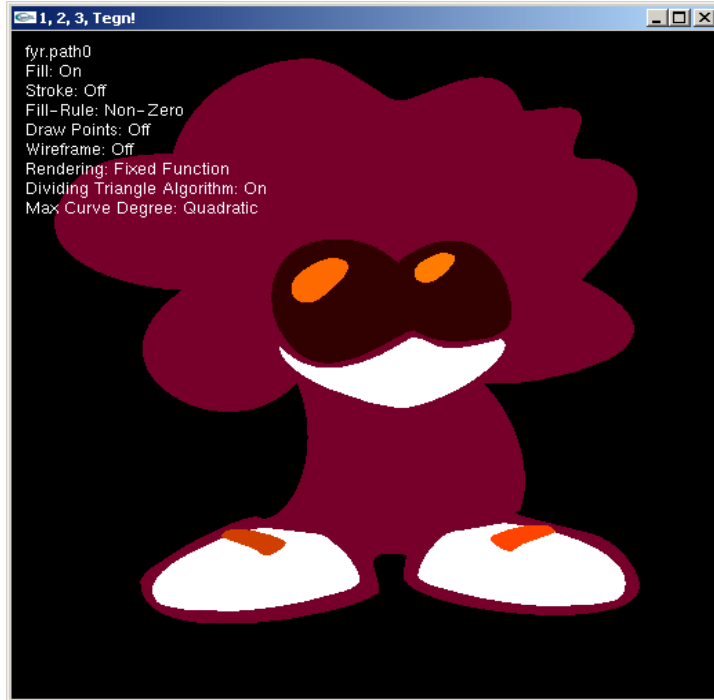 1, 2, 3, Tegn!
fyr.path0
Fill: On
Stroke: Off
Fill-Rule: Non-Zero
Draw Points: Off
Wireframe: Off
Rendering: Fixed Function
Dividing Triangle Algorithm: On
Max Curve Degree: Quadratic